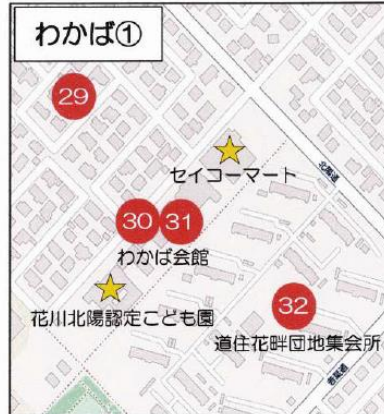 わかば①
29
セイコーマート
30 31
わかば会館
花川北陽認定こども園
32
道住花畔団地集会所